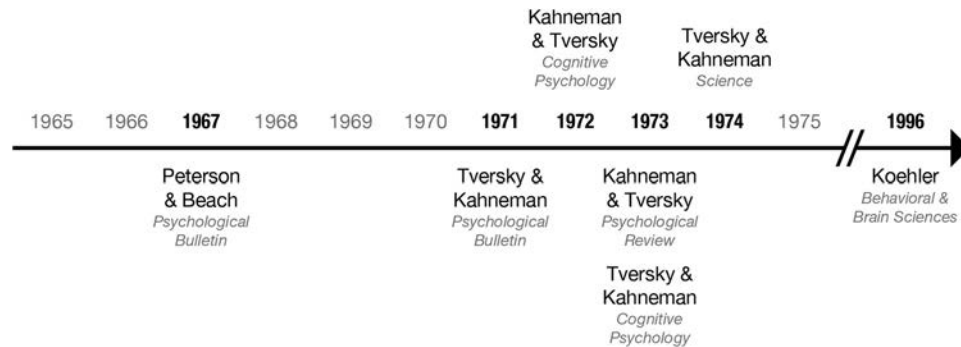 Kahneman
& Tversky
Cognitive
Psychology
Tversky &
Kahneman
Science
1965 1966 1967 1968 1969 1970 1971 1972 1973 1974 1975 1996
Peterson
& Beach
Psychological
Bulletin
Tversky &
Kahneman
Psychological
Bulletin
Kahneman
& Tversky
Psychological
Review
Tversky &
Kahneman
Cognitive
Psychology
Koehler
Behavioral &
Brain Sciences